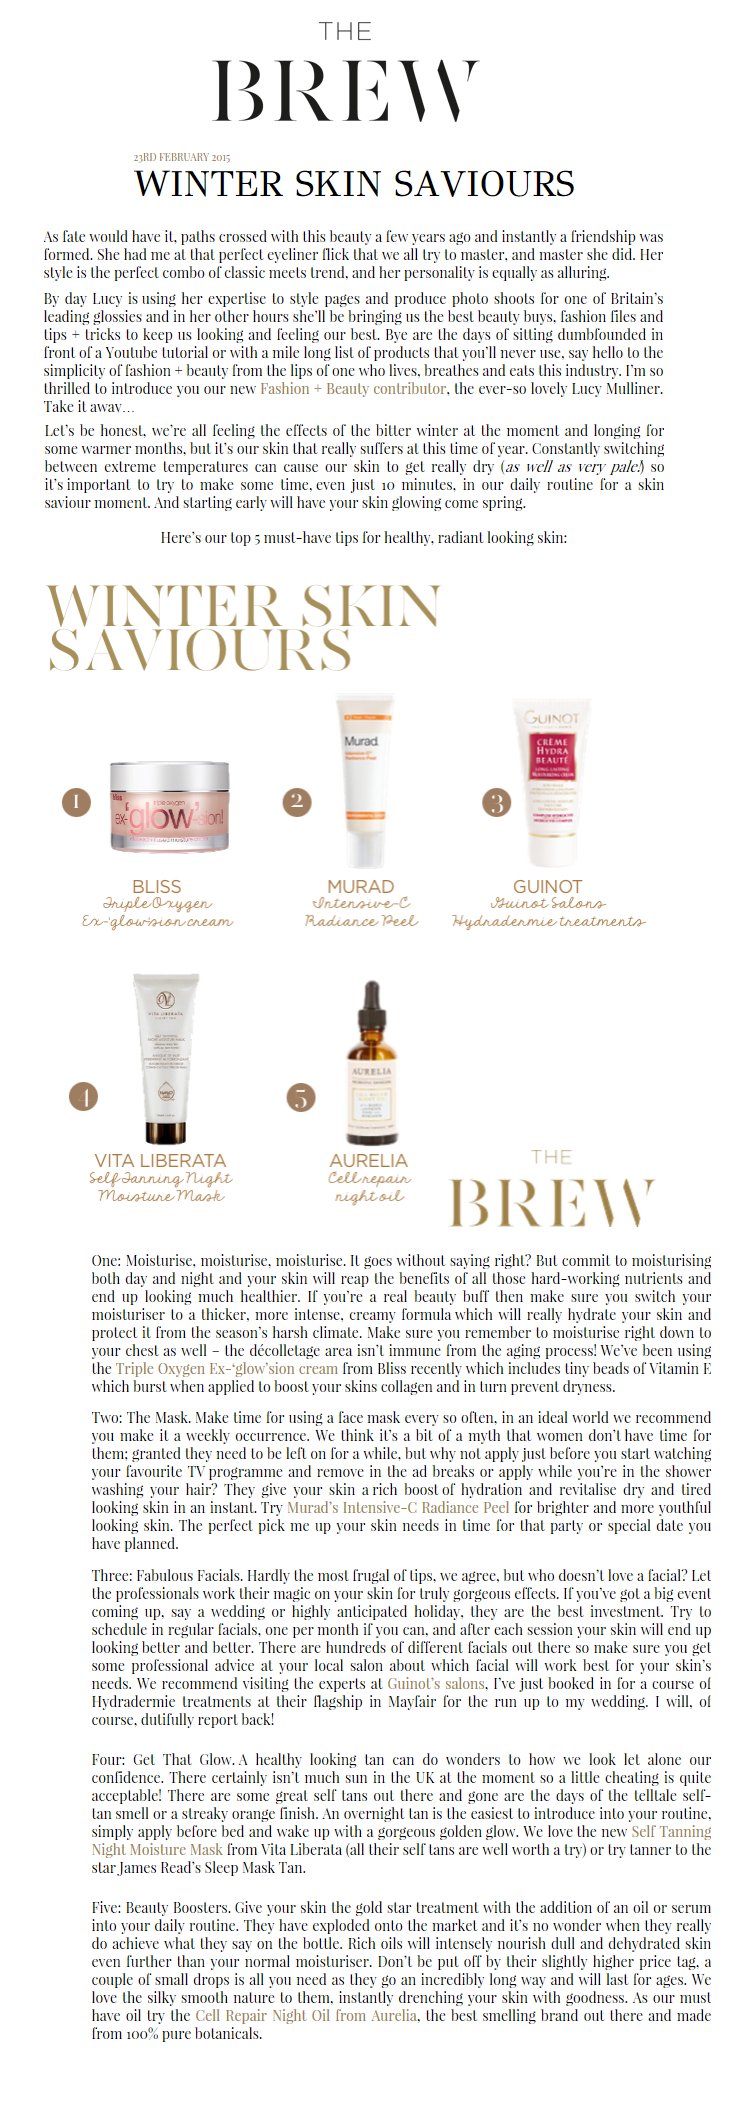 THE
BREW
23RD FEBRUARY 2015
WINTER SKIN SAVIOURS
As fate would have it, paths crossed with this beauty a few years ago and instantly a friendship was
formed. She had me at that perfect eyeliner flick that we all try to master, and master she did. Her
style is the perfect combo of classic meets trend, and her personality is equally as alluring.
By day Lucy is using her expertise to style pages and produce photo shoots for one of Britain's
leading glossies and in her other hours she'll be bringing us the best beauty buys, fashion files and
tips + tricks to keep us looking and feeling our best. Bye are the days of sitting dumbfounded in
front of a Youtube tutorial or with a mile long list of products that you'll never use, say hello to the
simplicity of fashion + beauty from the lips of one who lives, breathes and eats this industry. I'm so
thrilled to introduce you our new Fashion + Beauty contributor, the ever-so lovely Lucy Mulliner.
Take it away…
Let's be honest, we're all feeling the effects of the bitter winter at the moment and longing for
some warmer months, but it's our skin that really suffers at this time of year. Constantly switching
between extreme temperatures can cause our skin to get really dry (as well as very pale!) so
it's important to try to make some time, even just 10 minutes, in our daily routine for a skin
saviour moment. And starting early will have your skin glowing come spring.
Here's our top 5 must-have tips for healthy, radiant looking skin:
WINTER SKIN
SAVIOURS
1
bliss
triple oxygen
ex-'glow'sion!
2
Murad.
Intensive-C
Radiance Peel
3
GUINOT
CRÈME
HYDRA
BEAUTÉ
BLISS
Triple Oxygen
Ex-'glow'sion cream
MURAD
Intensive-C
Radiance Peel
GUINOT
Guinot Salons
Hydradermie treatments
4
VITA LIBERATA
5
AURELIA
VITA LIBERATA
Self Tanning Night
Moisture Mask
AURELIA
Cell repair
night oil
THE
BREW
One: Moisturise, moisturise, moisturise. It goes without saying right? But commit to moisturising
both day and night and your skin will reap the benefits of all those hard-working nutrients and
end up looking much healthier. If you're a real beauty buff then make sure you switch your
moisturiser to a thicker, more intense, creamy formula which will really hydrate your skin and
protect it from the season's harsh climate. Make sure you remember to moisturise right down to
your chest as well – the décolletage area isn't immune from the aging process! We've been using
the Triple Oxygen Ex-'glow'sion cream from Bliss recently which includes tiny beads of Vitamin E
which burst when applied to boost your skins collagen and in turn prevent dryness.
Two: The Mask. Make time for using a face mask every so often, in an ideal world we recommend
you make it a weekly occurrence. We think it's a bit of a myth that women don't have time for
them; granted they need to be left on for a while, but why not apply just before you start watching
your favourite TV programme and remove in the ad breaks or apply while you're in the shower
washing your hair? They give your skin a rich boost of hydration and revitalise dry and tired
looking skin in an instant. Try Murad's Intensive-C Radiance Peel for brighter and more youthful
looking skin. The perfect pick me up your skin needs in time for that party or special date you
have planned.
Three: Fabulous Facials. Hardly the most frugal of tips, we agree, but who doesn't love a facial? Let
the professionals work their magic on your skin for truly gorgeous effects. If you've got a big event
coming up, say a wedding or highly anticipated holiday, they are the best investment. Try to
schedule in regular facials, one per month if you can, and after each session your skin will end up
looking better and better. There are hundreds of different facials out there so make sure you get
some professional advice at your local salon about which facial will work best for your skin's
needs. We recommend visiting the experts at Guinot's salons, I've just booked in for a course of
Hydradermie treatments at their flagship in Mayfair for the run up to my wedding. I will, of
course, dutifully report back!
Four: Get That Glow. A healthy looking tan can do wonders to how we look let alone our
confidence. There certainly isn't much sun in the UK at the moment so a little cheating is quite
acceptable! There are some great self tans out there and gone are the days of the telltale self-
tan smell or a streaky orange finish. An overnight tan is the easiest to introduce into your routine,
simply apply before bed and wake up with a gorgeous golden glow. We love the new Self Tanning
Night Moisture Mask from Vita Liberata (all their self tans are well worth a try) or try tanner to the
star James Read's Sleep Mask Tan.
Five: Beauty Boosters. Give your skin the gold star treatment with the addition of an oil or serum
into your daily routine. They have exploded onto the market and it's no wonder when they really
do achieve what they say on the bottle. Rich oils will intensely nourish dull and dehydrated skin
even further than your normal moisturiser. Don't be put off by their slightly higher price tag, a
couple of small drops is all you need as they go an incredibly long way and will last for ages. We
love the silky smooth nature to them, instantly drenching your skin with goodness. As our must
have oil try the Cell Repair Night Oil from Aurelia, the best smelling brand out there and made
from 100% pure botanicals.